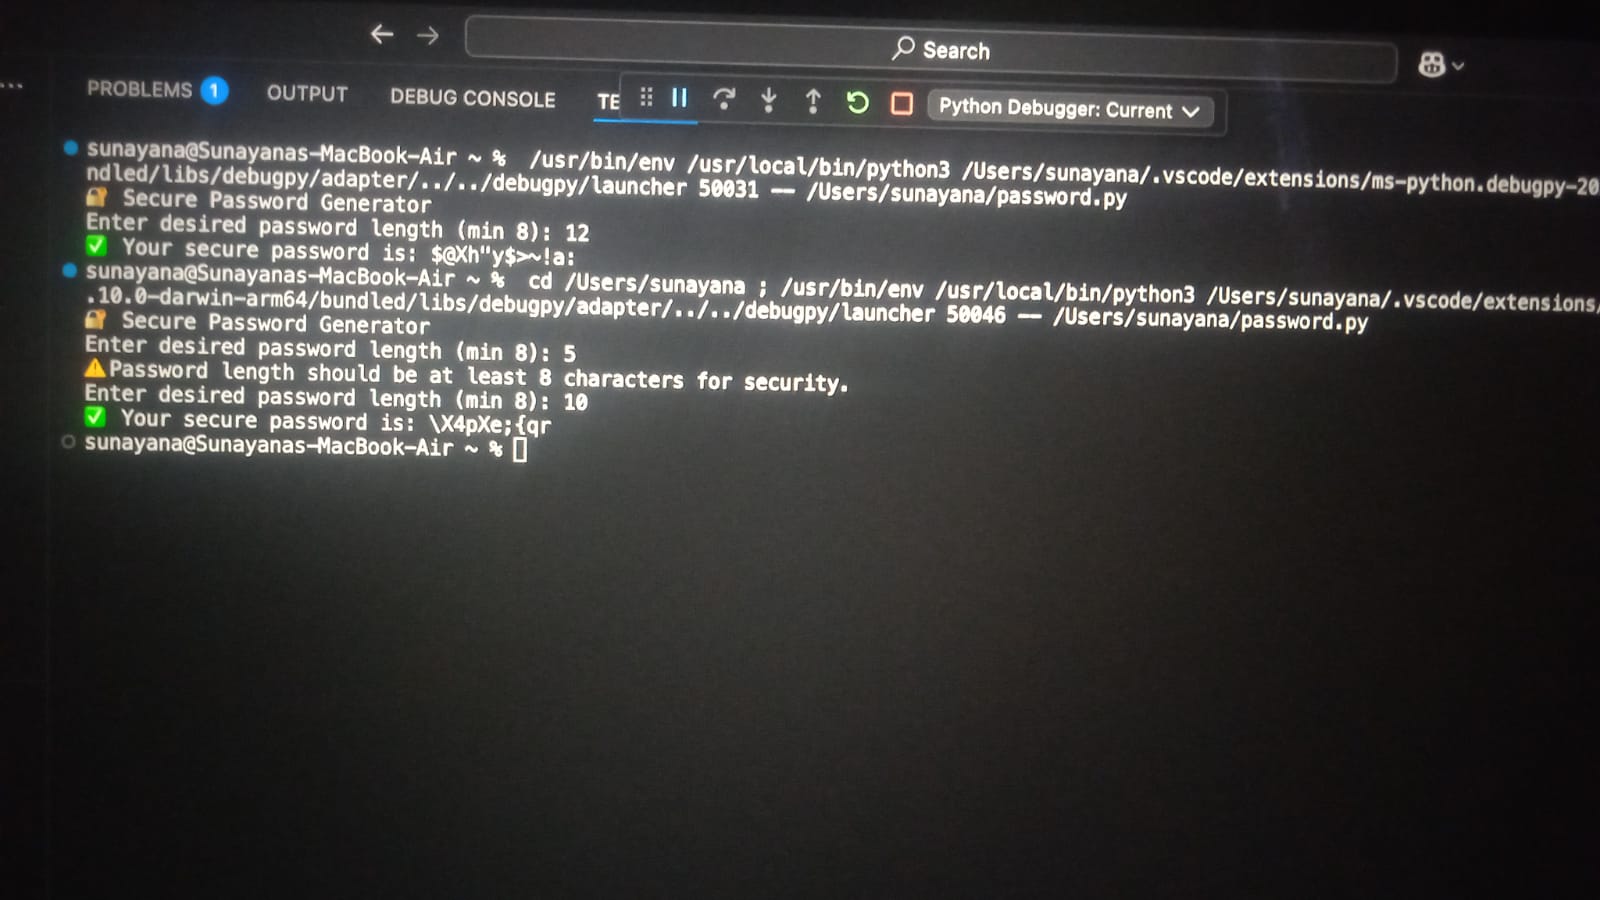 Search
PROBLEMS 1 OUTPUT DEBUG CONSOLE TE Python Debugger: Current
sunayana@Sunayanas-MacBook-Air ~ % /usr/bin/env /usr/local/bin/python3 /Users/sunayana/.vscode/extensions/ms-python.debugpy-20
ndled/libs/debugpy/adapter/../../debugpy/launcher 50031 -- /Users/sunayana/password.py
🔐 Secure Password Generator
Enter desired password length (min 8): 12
✅ Your secure password is: $@Xh"y$>~!a:
sunayana@Sunayanas-MacBook-Air ~ % cd /Users/sunayana ; /usr/bin/env /usr/local/bin/python3 /Users/sunayana/.vscode/extensions/
.10.0-darwin-arm64/bundled/libs/debugpy/adapter/../../debugpy/launcher 50046 -- /Users/sunayana/password.py
🔐 Secure Password Generator
Enter desired password length (min 8): 5
⚠️Password length should be at least 8 characters for security.
Enter desired password length (min 8): 10
✅ Your secure password is: \X4pXe;{qr
sunayana@Sunayanas-MacBook-Air ~ %